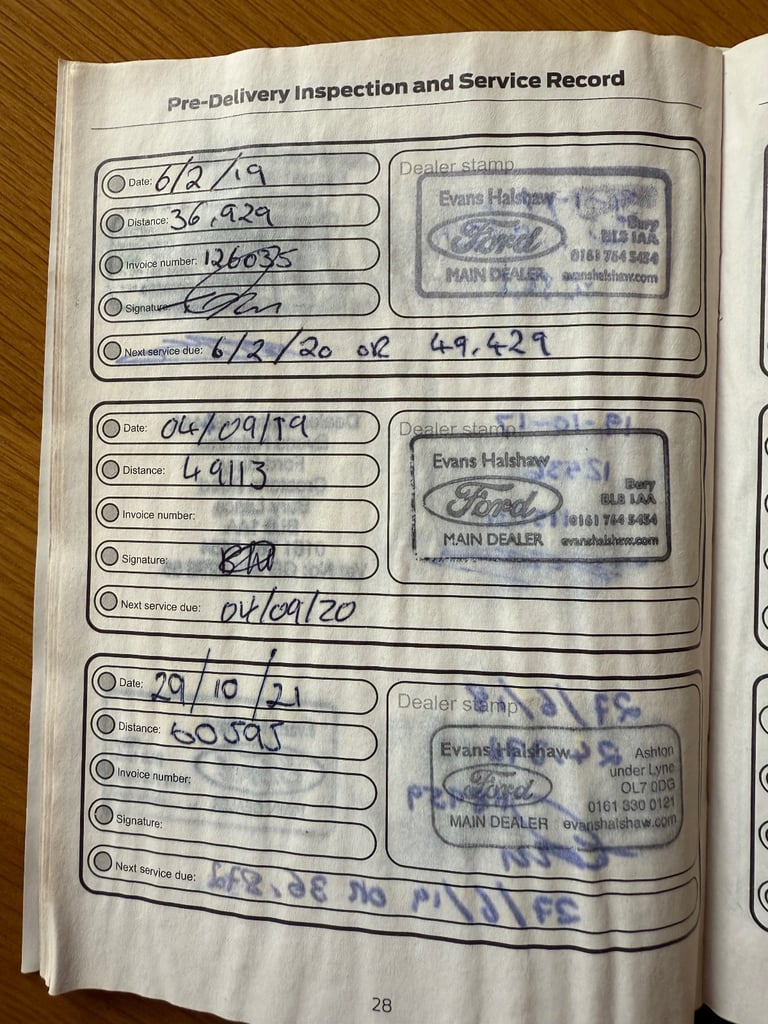 Pre-Delivery Inspection and Service Record
Date: 6/2/19
Distance: 36,929
Invoice number: 126035
Signature:
Next service due: 6/2/20 OR 49.429
Dealer stamp
Evans Halshaw
Ford
Bury
BL8 1AA
0161 764 5454
MAIN DEALER evanshalshaw.com
Date: 04/09/19
Distance: 49113
Invoice number:
Signature:
Next service due: 04/09/20
Dealer stamp
Evans Halshaw
Ford
Bury
BL8 1AA
0161 764 5454
MAIN DEALER evanshalshaw.com
Date: 29/10/21
Distance: 60595
Invoice number:
Signature:
Next service due:
Dealer stamp
Evans Halshaw
Ford
Ashton
under Lyne
OL7 0DG
0161 330 0121
MAIN DEALER evanshalshaw.com
28